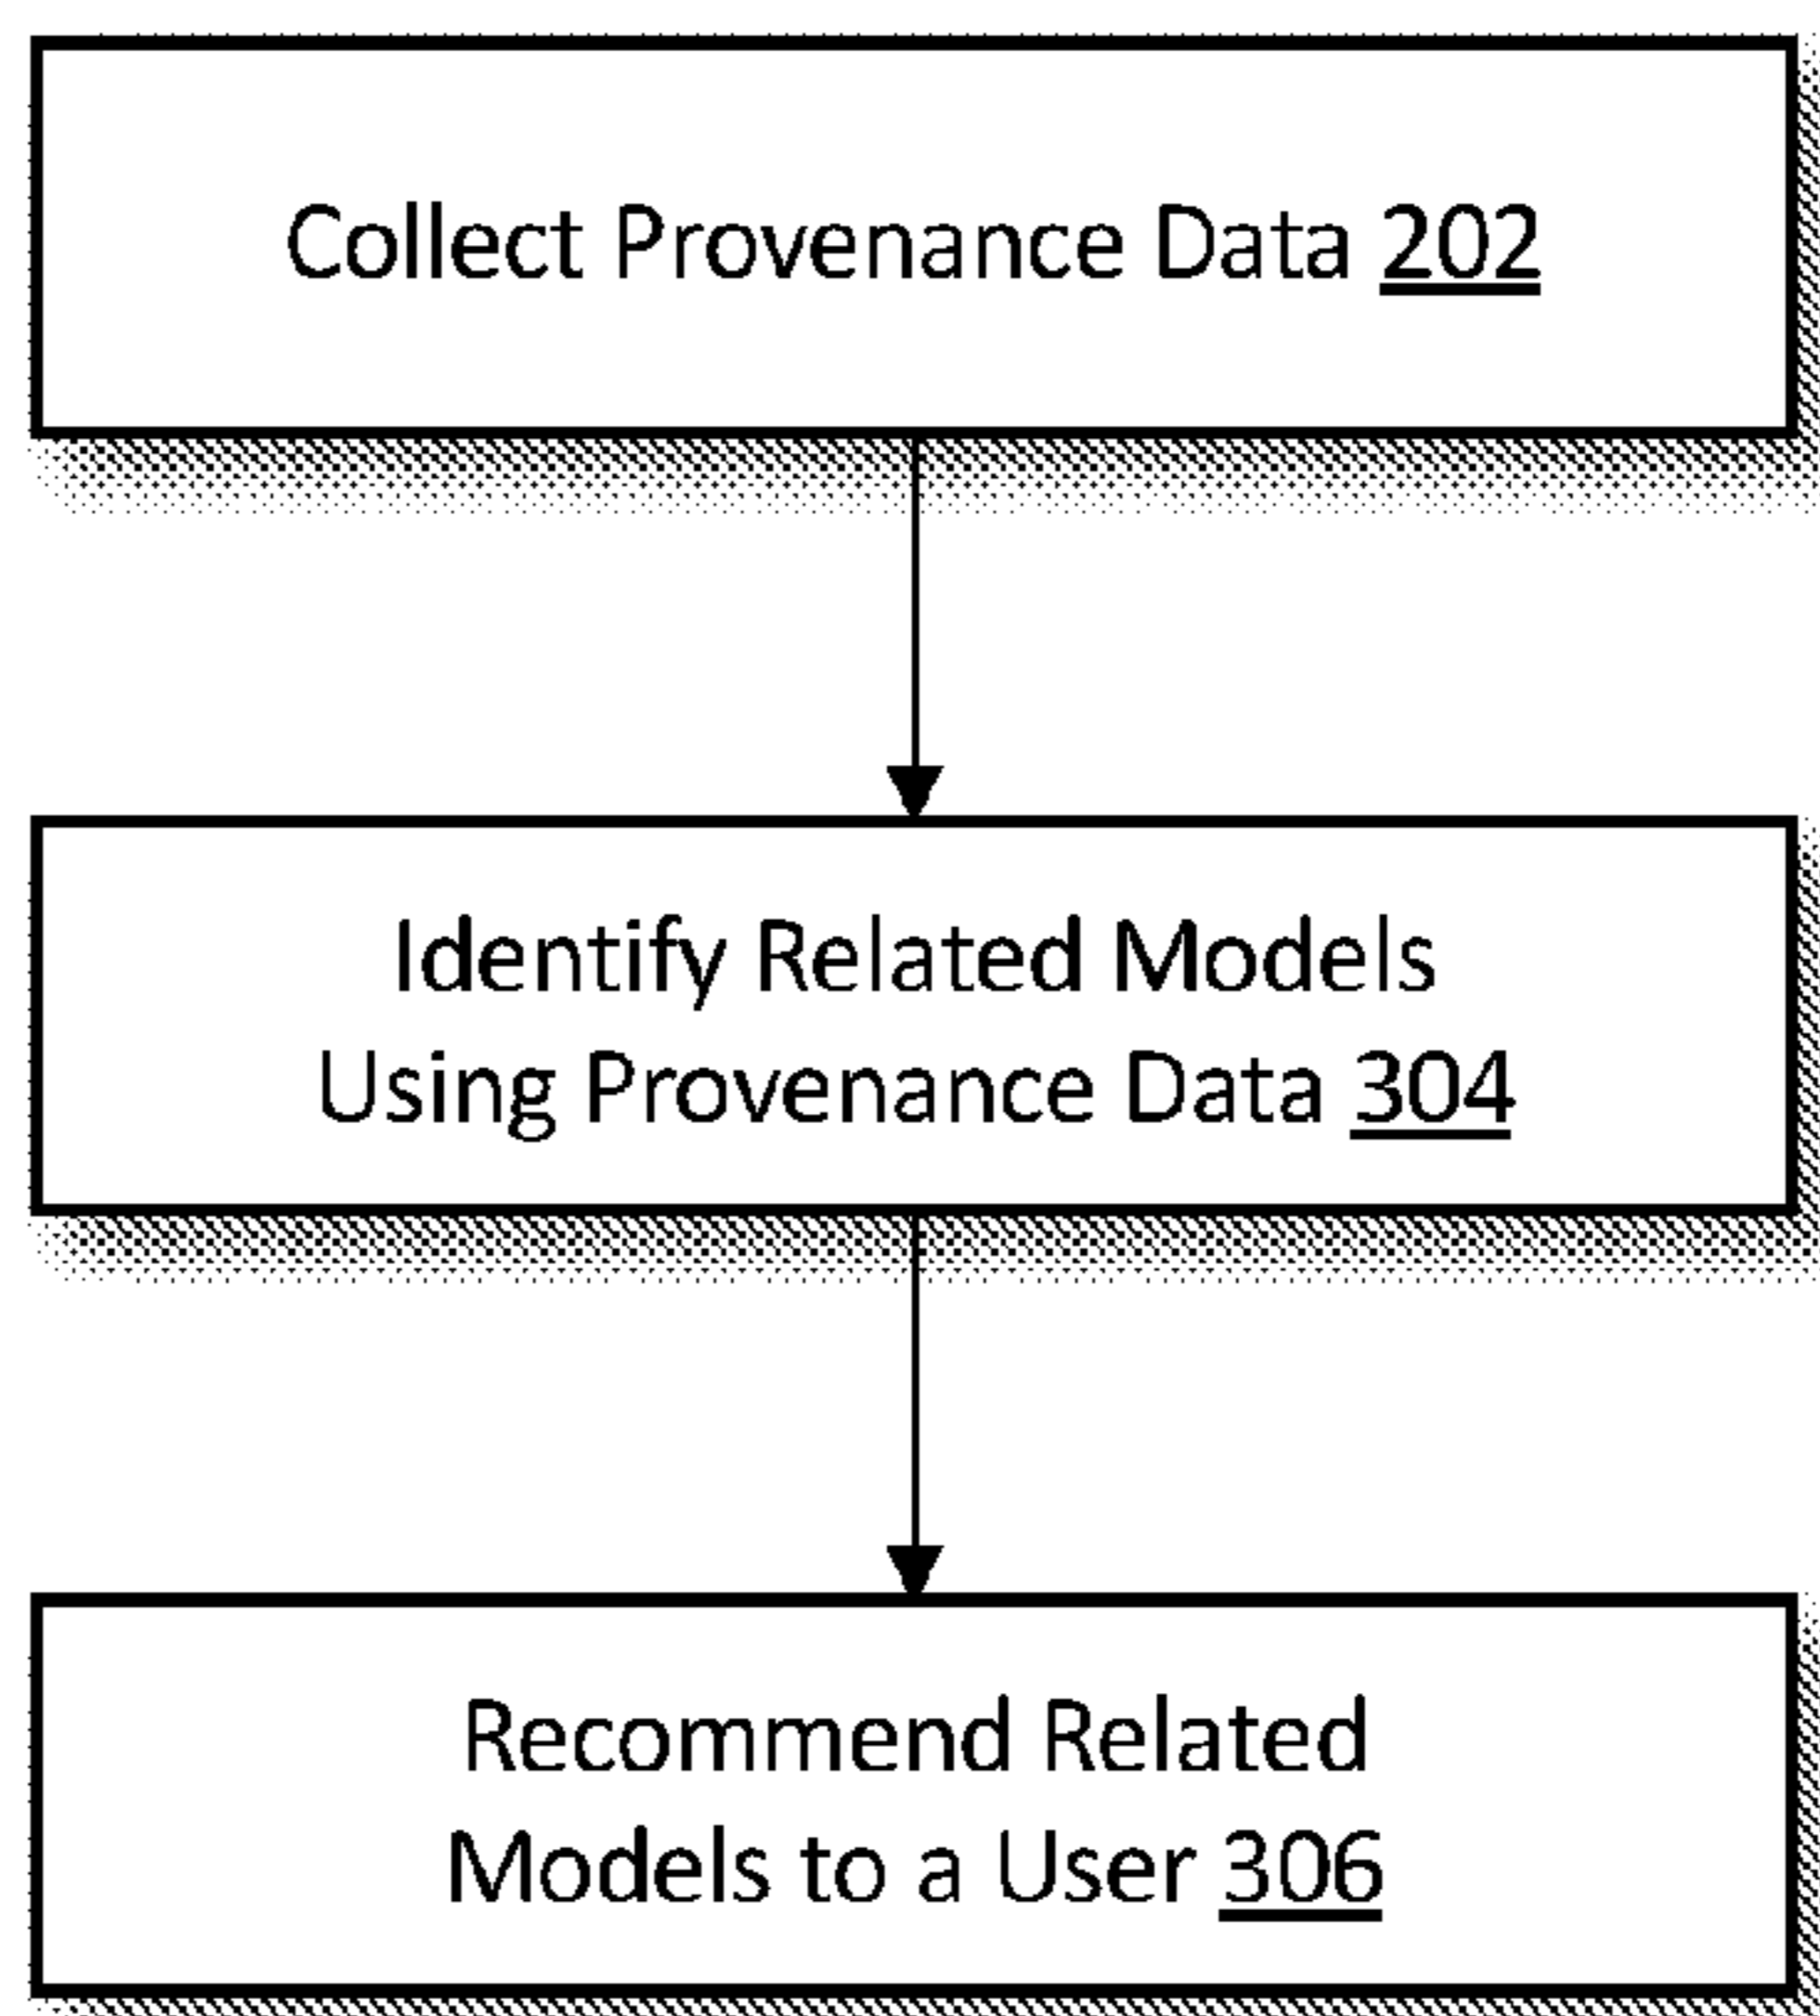 Collect Provenance Data 202
Identify Related Models
Using Provenance Data 304
Recommend Related
Models to a User 306